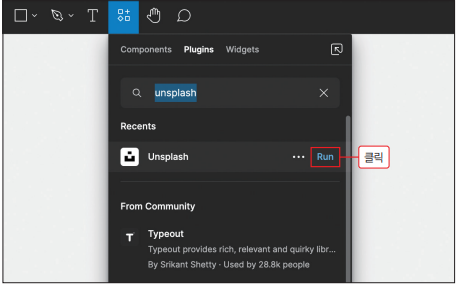 Components Plugins Widgets
unsplash
Recents
Unsplash ... Run 클릭
From Community
Typeout
Typeout provides rich, relevant and quirky libr...
By Srikant Shetty · Used by 28.8k people